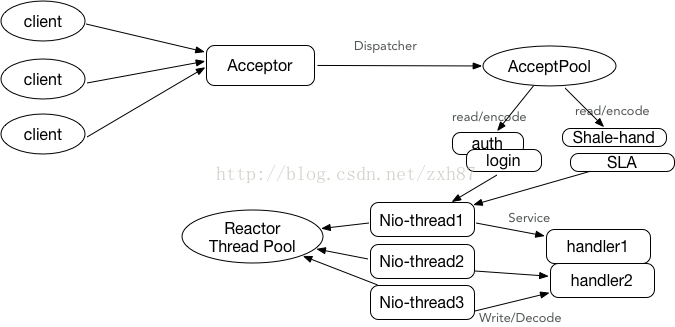 client
client
client
Acceptor
Dispatcher
AcceptPool
read/encode
read/encode
auth
login
Shale-hand
SLA
http://blog.csdn.net/zxh87
Reactor
Thread Pool
Nio-thread1
Nio-thread2
Nio-thread3
Service
handler1
handler2
Write/Decode